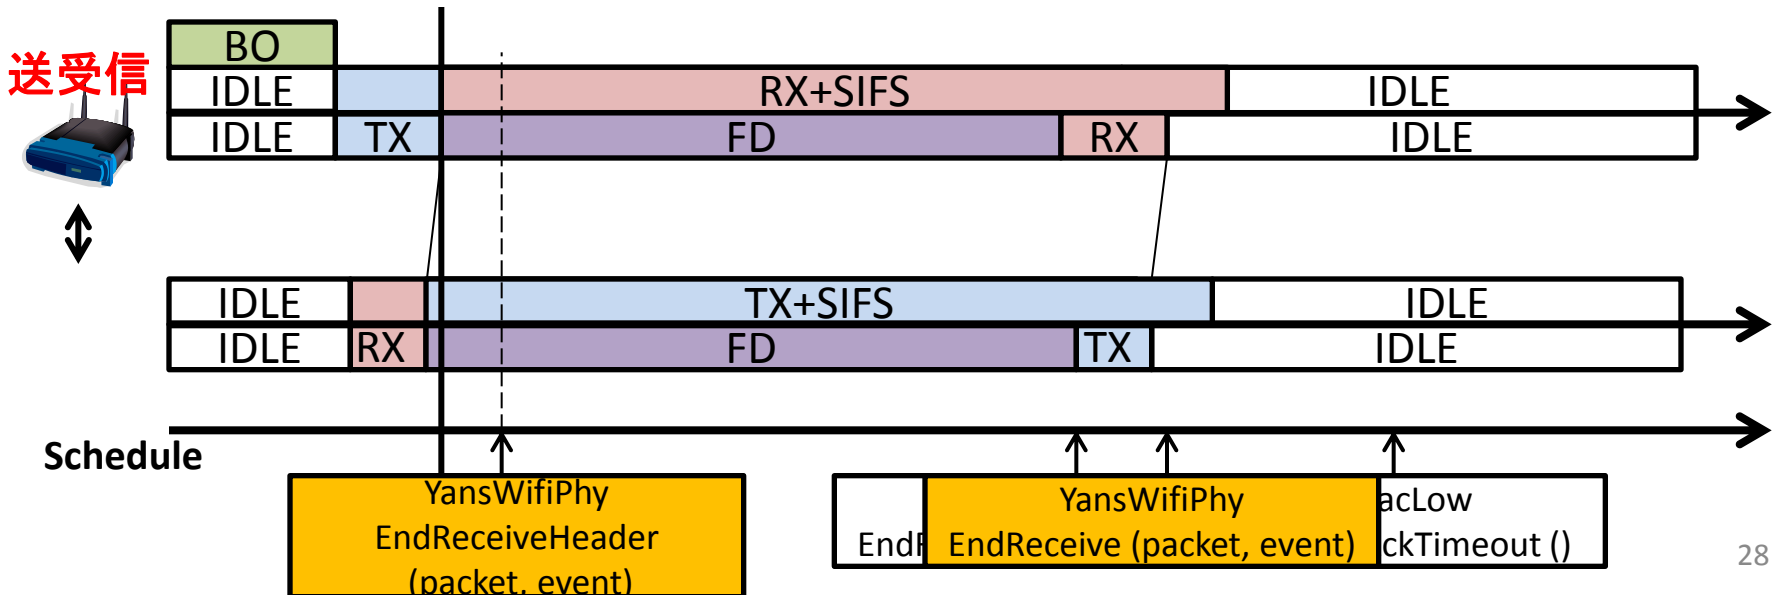 BO
送受信
IDLE
RX+SIFS
IDLE
IDLE
TX
FD
RX
IDLE
IDLE
TX+SIFS
IDLE
IDLE
RX
FD
TX
IDLE
Schedule
YansWifiPhy
EndReceiveHeader
(packet, event)
YansWifiPhy
EndReceive (packet, event)
acLow
ckTimeout ()
28